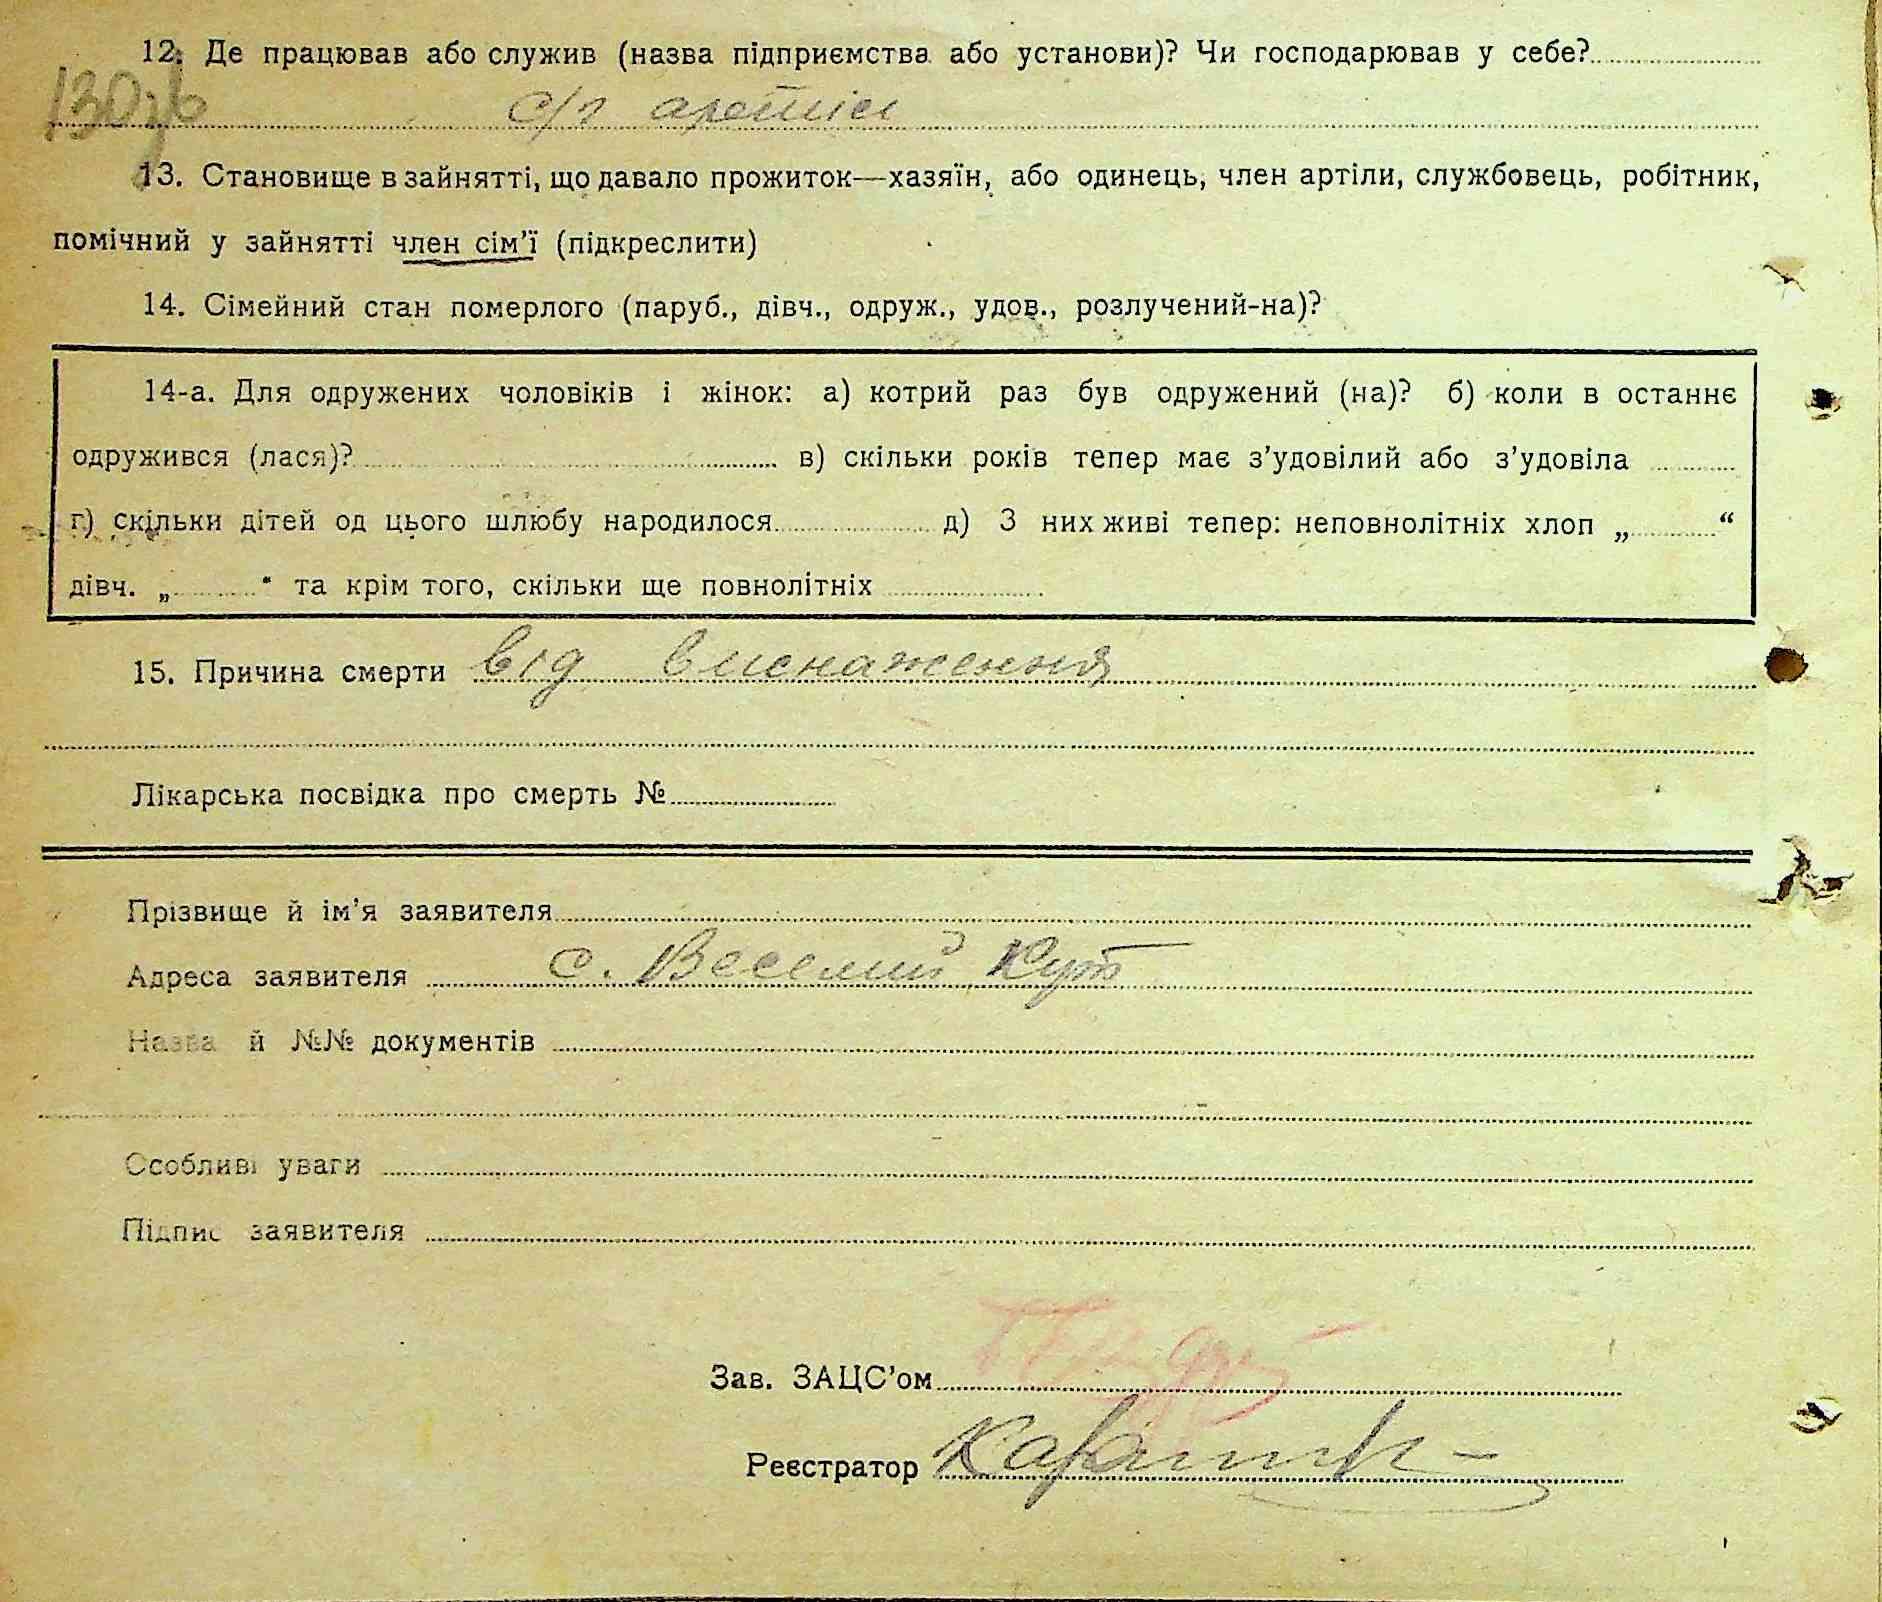 12. Де працював або служив (назва підприємства або установи)? Чи господарював у себе?
с/г артілі
13. Становище в зайнятті, що давало прожиток—хазяїн, або одинець, член артіли, службовець, робітник,
помічний у зайнятті член сім'ї (підкреслити)
14. Сімейний стан померлого (паруб., дівч., одруж., удов., розлучений-на)?
14-а. Для одружених чоловіків і жінок: а) котрий раз був одружений (на)? б) коли в останнє
одружився (лася)? в) скільки років тепер має з'удовілий або з'удовіла
г) скільки дітей од цього шлюбу народилося д) З них живі тепер: неповнолітніх хлоп „ “
дівч. „ “ та крім того, скільки ще повнолітніх
15. Причина смерти від виснаження
Лікарська посвідка про смерть №
Прізвище й ім'я заявителя
Адреса заявителя с. Веселий Кут
Назва й №№ документів
Особливі уваги
Підпис заявителя
Зав. ЗАЦС'ом
Реєстратор